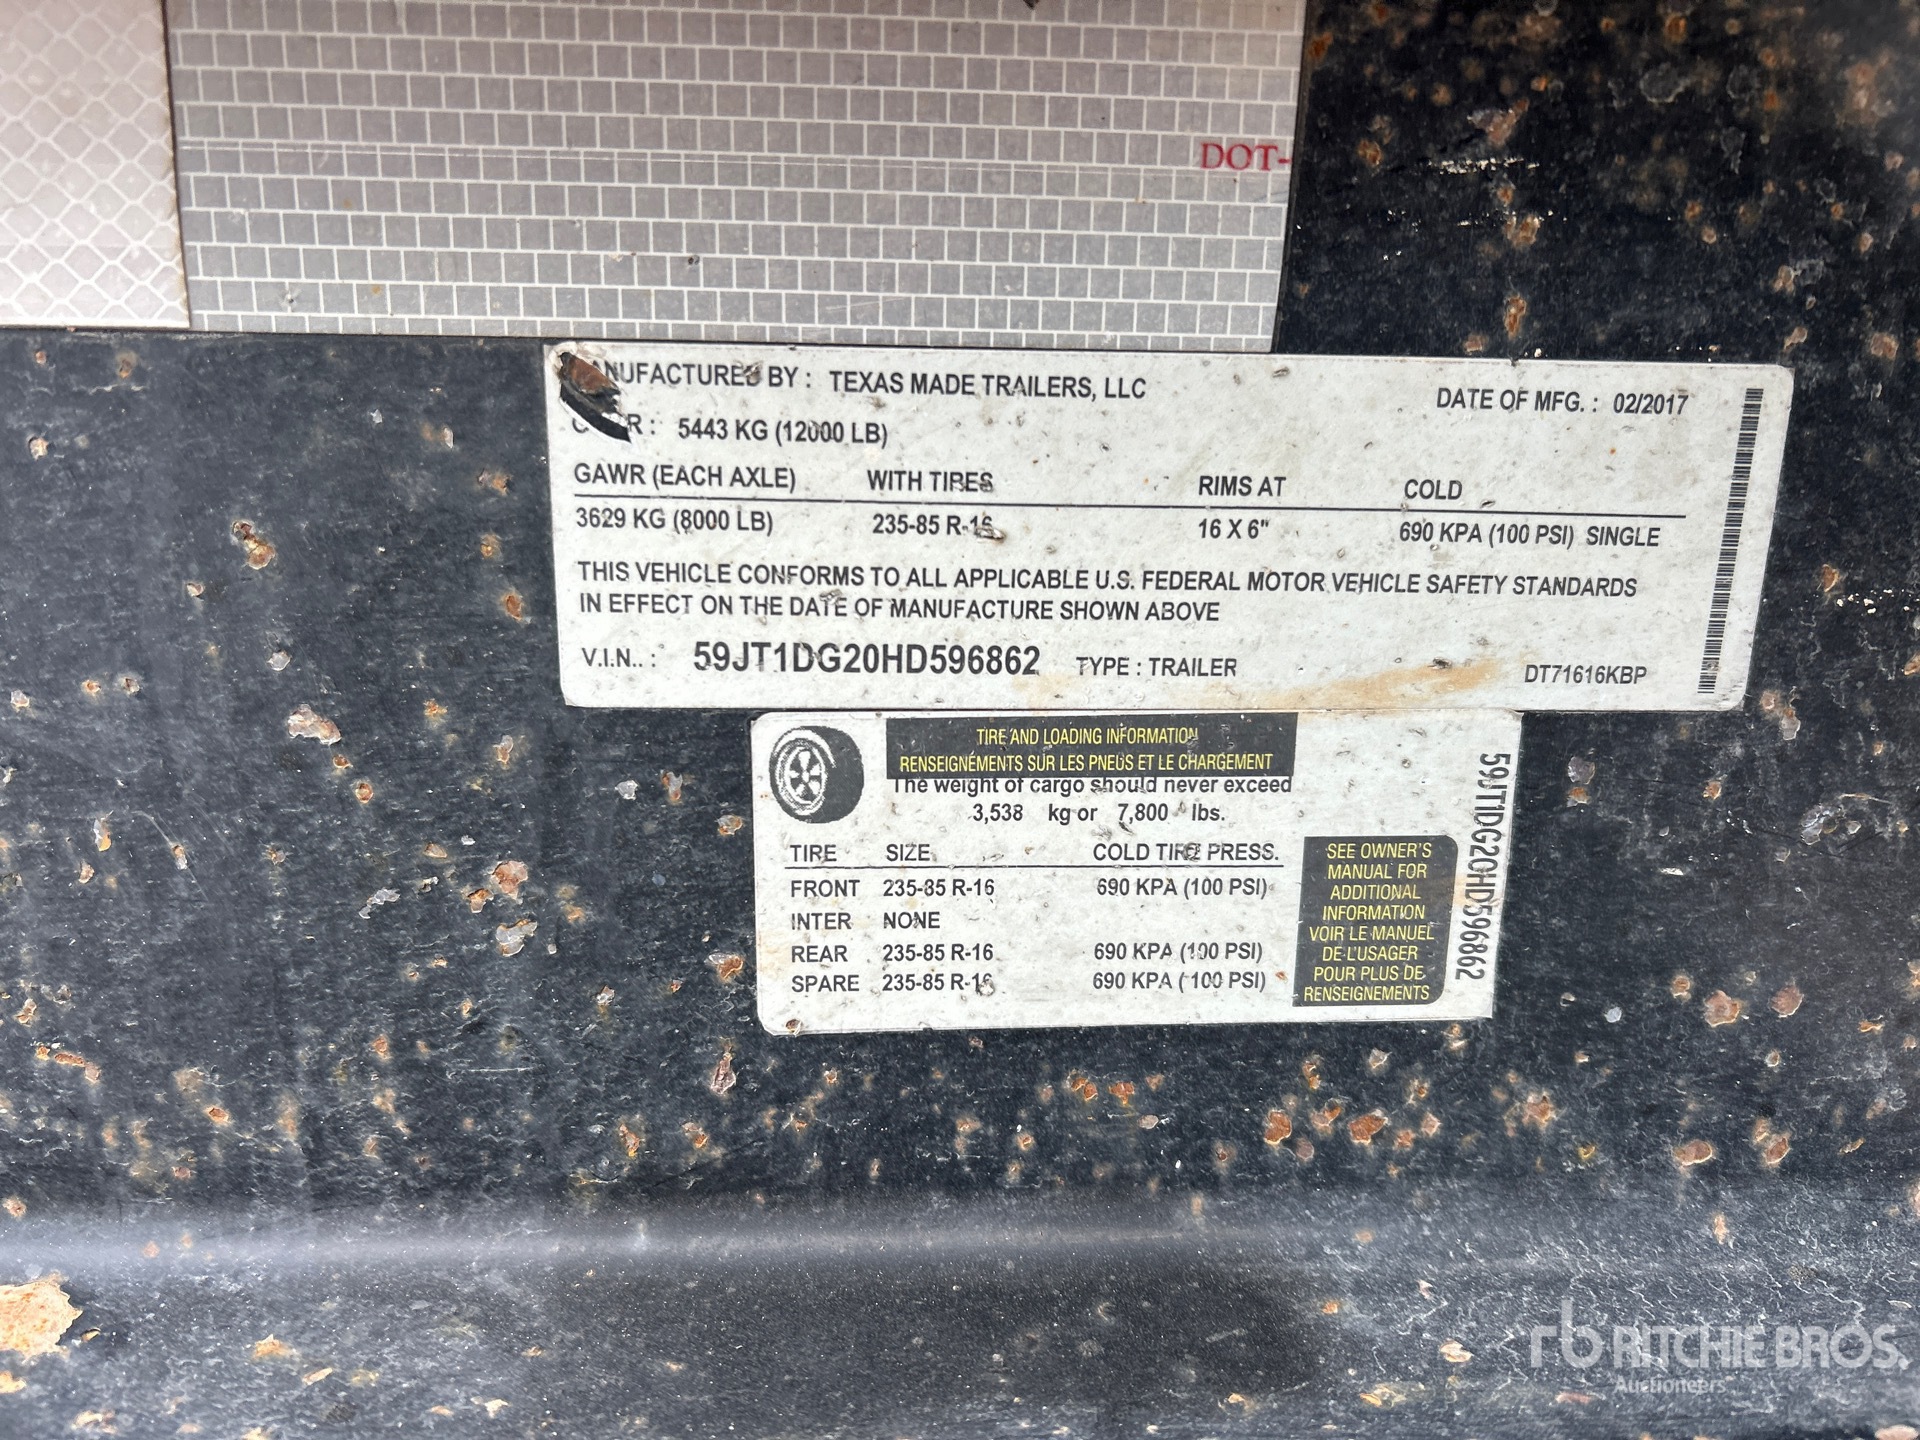 DOT-
MANUFACTURED BY : TEXAS MADE TRAILERS, LLC DATE OF MFG. : 02/2017
R : 5443 KG (12000 LB)
GAWR (EACH AXLE) WITH TIRES RIMS AT COLD
3629 KG (8000 LB) 235-85 R-16 16 X 6" 690 KPA (100 PSI) SINGLE
THIS VEHICLE CONFORMS TO ALL APPLICABLE U.S. FEDERAL MOTOR VEHICLE SAFETY STANDARDS
IN EFFECT ON THE DATE OF MANUFACTURE SHOWN ABOVE
V.I.N.. : 59JT1DG20HD596862 TYPE : TRAILER DT71616KBP
TIRE AND LOADING INFORMATION
RENSEIGNEMENTS SUR LES PNEUS ET LE CHARGEMENT
The weight of cargo should never exceed
3,538 kg or 7,800 lbs.
TIRE SIZE COLD TIRE PRESS.
FRONT 235-85 R-16 690 KPA (100 PSI)
INTER NONE
REAR 235-85 R-16 690 KPA (100 PSI)
SPARE 235-85 R-16 690 KPA (100 PSI)
SEE OWNER'S
MANUAL FOR
ADDITIONAL
INFORMATION
VOIR LE MANUEL
DE L'USAGER
POUR PLUS DE
RENSEIGNEMENTS
59JT1DG20HD596862
rb RITCHIE BROS.
Auctioneers